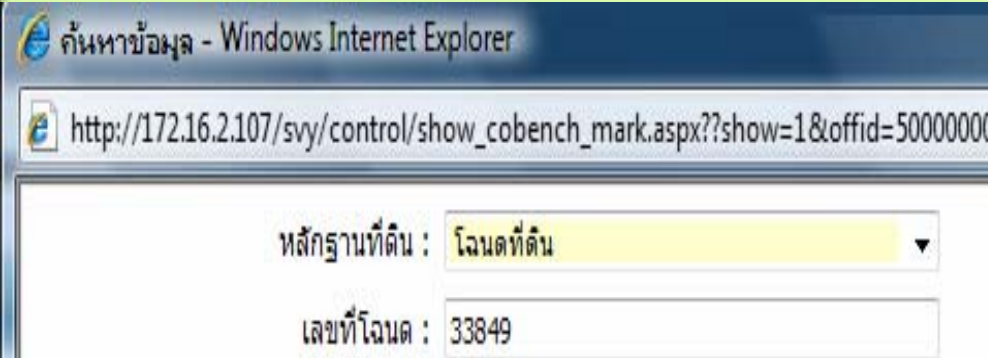 ค้นหาข้อมูล - Windows Internet Explorer
http://172.16.2.107/svy/control/show_cobench_mark.aspx??show=1&offid=5000000
หลักฐานที่ดิน : โฉนดที่ดิน
เลขที่โฉนด : 33849